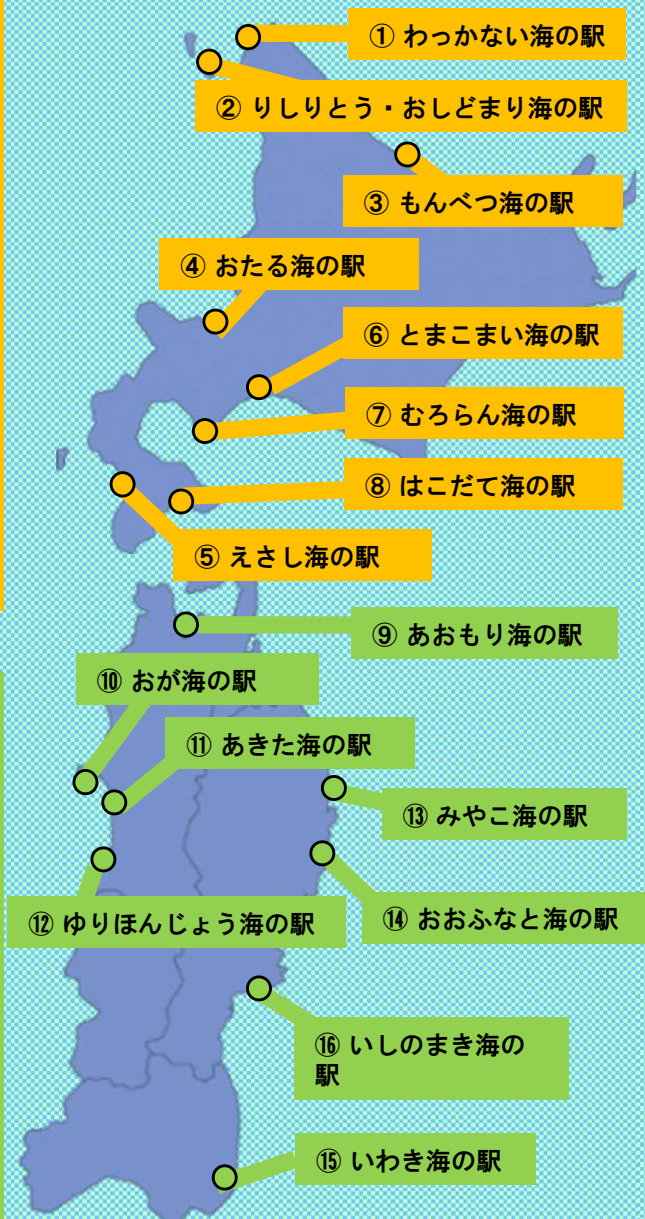 ① わっかない海の駅
② りしりとう・おしどまり海の駅
③ もんべつ海の駅
④ おたる海の駅
⑥ とまこまい海の駅
⑦ むろらん海の駅
⑧ はこだて海の駅
⑤ えさし海の駅
⑨ あおもり海の駅
⑩ おが海の駅
⑪ あきた海の駅
⑬ みやこ海の駅
⑫ ゆりほんじょう海の駅
⑭ おおふなと海の駅
⑯ いしのまき海の
駅
⑮ いわき海の駅